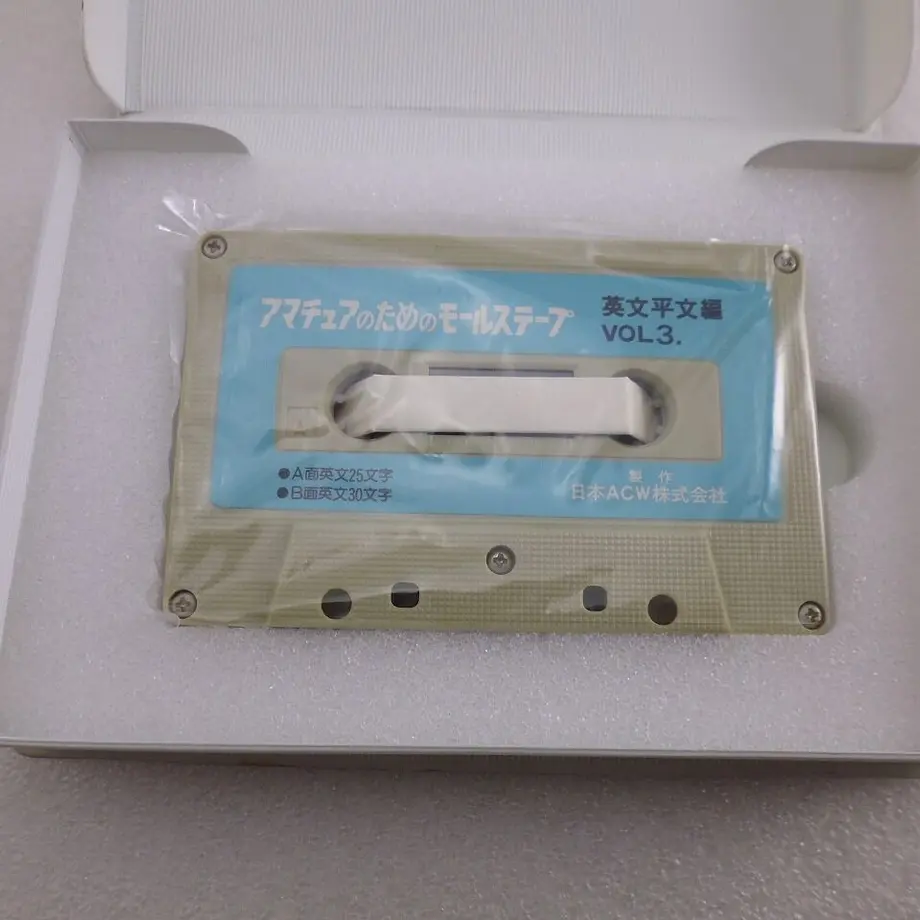 アマチュアのためのモールステープ
英文平文編
VOL3.
●A面英文25文字
●B面英文30文字
製作
日本ACW株式会社